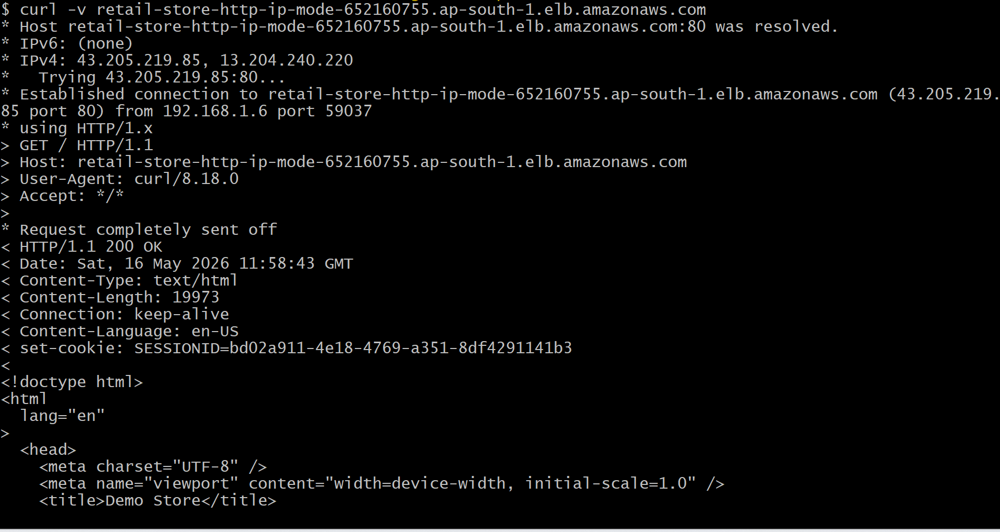 $ curl -v retail-store-http-ip-mode-652160755.ap-south-1.elb.amazonaws.com
* Host retail-store-http-ip-mode-652160755.ap-south-1.elb.amazonaws.com:80 was resolved.
* IPv6: (none)
* IPv4: 43.205.219.85, 13.204.240.220
*   Trying 43.205.219.85:80...
* Established connection to retail-store-http-ip-mode-652160755.ap-south-1.elb.amazonaws.com (43.205.219.
85 port 80) from 192.168.1.6 port 59037
* using HTTP/1.x
> GET / HTTP/1.1
> Host: retail-store-http-ip-mode-652160755.ap-south-1.elb.amazonaws.com
> User-Agent: curl/8.18.0
> Accept: */*
>
* Request completely sent off
< HTTP/1.1 200 OK
< Date: Sat, 16 May 2026 11:58:43 GMT
< Content-Type: text/html
< Content-Length: 19973
< Connection: keep-alive
< Content-Language: en-US
< set-cookie: SESSIONID=bd02a911-4e18-4769-a351-8df4291141b3
<
<!doctype html>
<html
  lang="en"
>
  <head>
    <meta charset="UTF-8" />
    <meta name="viewport" content="width=device-width, initial-scale=1.0" />
    <title>Demo Store</title>